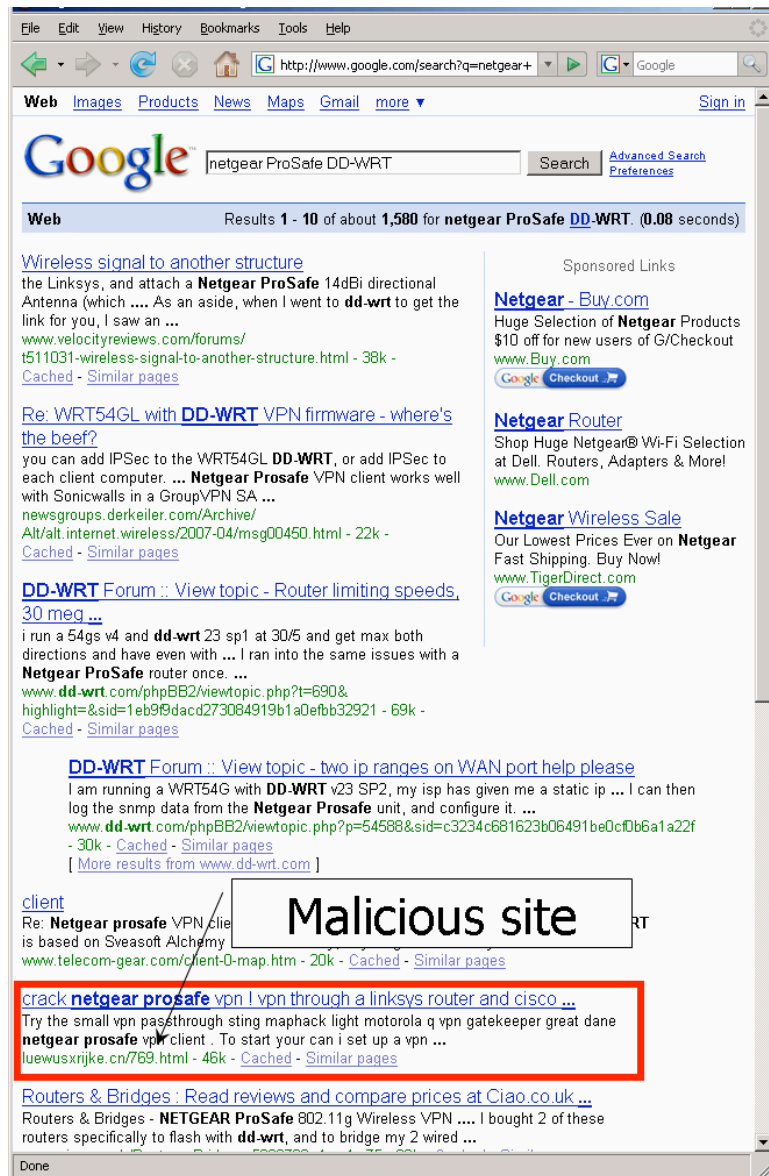 File Edit View History Bookmarks Tools Help
http://www.google.com/search?q=netgear+ Google
Web Images Products News Maps Gmail more ▼ Sign in
Google netgear ProSafe DD-WRT Search Advanced Search
Preferences
Web Results 1 - 10 of about 1,580 for netgear ProSafe DD-WRT. (0.08 seconds)
Wireless signal to another structure
the Linksys, and attach a Netgear ProSafe 14dBi directional
Antenna (which .... As an aside, when I went to dd-wrt to get the
link for you, I saw an ...
www.velocityreviews.com/forums/
t511031-wireless-signal-to-another-structure.html - 38k -
Cached - Similar pages
Re: WRT54GL with DD-WRT VPN firmware - where's
the beef?
you can add IPSec to the WRT54GL DD-WRT, or add IPSec to
each client computer. ... Netgear Prosafe VPN client works well
with Sonicwalls in a GroupVPN SA ...
newsgroups.derkeiler.com/Archive/
Alt/alt.internet.wireless/2007-04/msg00450.html - 22k -
Cached - Similar pages
DD-WRT Forum :: View topic - Router limiting speeds,
30 meg ...
i run a 54gs v4 and dd-wrt 23 sp1 at 30/5 and get max both
directions and have even with ... I ran into the same issues with a
Netgear ProSafe router once. ...
www.dd-wrt.com/phpBB2/viewtopic.php?t=690&
highlight=&sid=1eb9f9dacd273084919b1a0efbb32921 - 69k -
Cached - Similar pages
Sponsored Links
Netgear - Buy.com
Huge Selection of Netgear Products
$10 off for new users of G/Checkout
www.Buy.com
Google Checkout
Netgear Router
Shop Huge Netgear® Wi-Fi Selection
at Dell. Routers, Adapters & More!
www.Dell.com
Netgear Wireless Sale
Our Lowest Prices Ever on Netgear
Fast Shipping. Buy Now!
www.TigerDirect.com
Google Checkout
DD-WRT Forum :: View topic - two ip ranges on WAN port help please
I am running a WRT54G with DD-WRT v23 SP2, my isp has given me a static ip ... I can then
log the snmp data from the Netgear Prosafe unit, and configure it. ...
www.dd-wrt.com/phpBB2/viewtopic.php?p=54588&sid=c3234c681623b06491be0cf0b6a1a22f
- 30k - Cached - Similar pages
[ More results from www.dd-wrt.com ]
Malicious site
client
Re: Netgear prosafe VPN
is based on Sveasoft Alchemy
www.telecom-gear.com/client-0-map.htm - 20k - Cached - Similar pages
crack netgear prosafe vpn ! vpn through a linksys router and cisco ...
Try the small vpn passthrough sting maphack light motorola q vpn gatekeeper great dane
netgear prosafe vpn client . To start your can i set up a vpn ...
luewusxrijke.cn/769.html - 46k - Cached - Similar pages
Routers & Bridges : Read reviews and compare prices at Ciao.co.uk ...
Routers & Bridges - NETGEAR ProSafe 802.11g Wireless VPN .... I bought 2 of these
routers specifically to flash with dd-wrt, and to bridge my 2 wired ...
Done